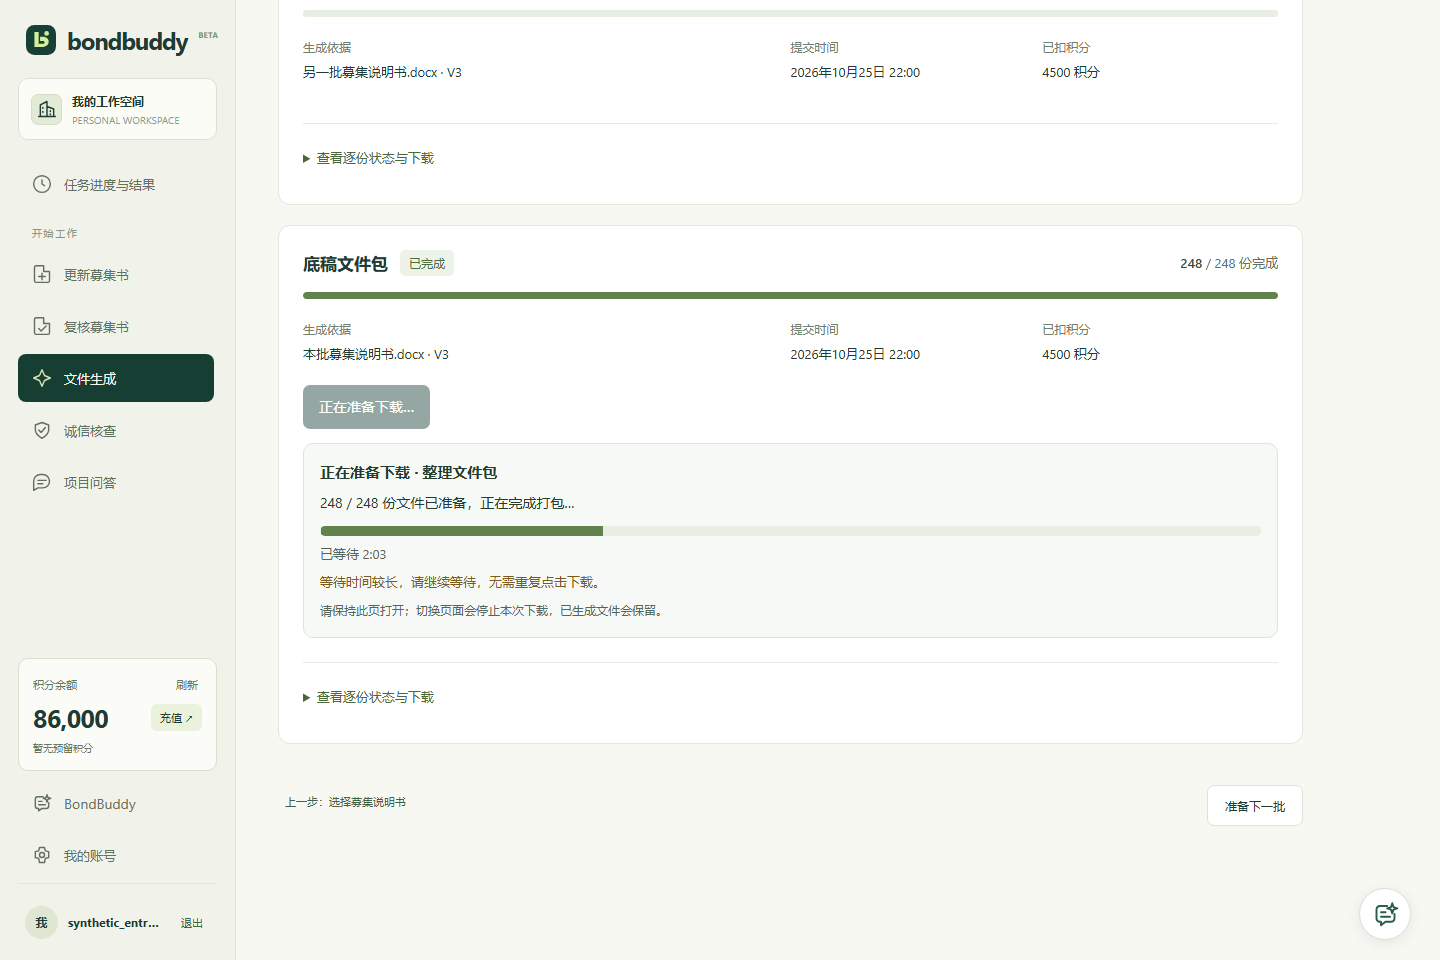 bondbuddy BETA
我的工作空间
PERSONAL WORKSPACE
任务进度与结果
开始工作
更新募集书
复核募集书
文件生成
诚信核查
项目问答
积分余额 刷新
86,000 充值 ↗
暂无预留积分
BondBuddy
我的账号
我 synthetic_entr... 退出
生成依据 提交时间 已扣积分
另一批募集说明书.docx · V3 2026年10月25日 22:00 4500 积分
▶ 查看逐份状态与下载
底稿文件包 已完成 248 / 248 份完成
生成依据 提交时间 已扣积分
本批募集说明书.docx · V3 2026年10月25日 22:00 4500 积分
正在准备下载...
正在准备下载 · 整理文件包
248 / 248 份文件已准备，正在完成打包...
已等待 2:03
等待时间较长，请继续等待，无需重复点击下载。
请保持此页打开；切换页面会停止本次下载，已生成文件会保留。
▶ 查看逐份状态与下载
上一步：选择募集说明书 准备下一批